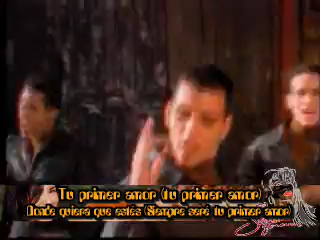 Tu primer amor (tu primer amor)
Donde quiera que estés (Siempre seré tu primer amor)